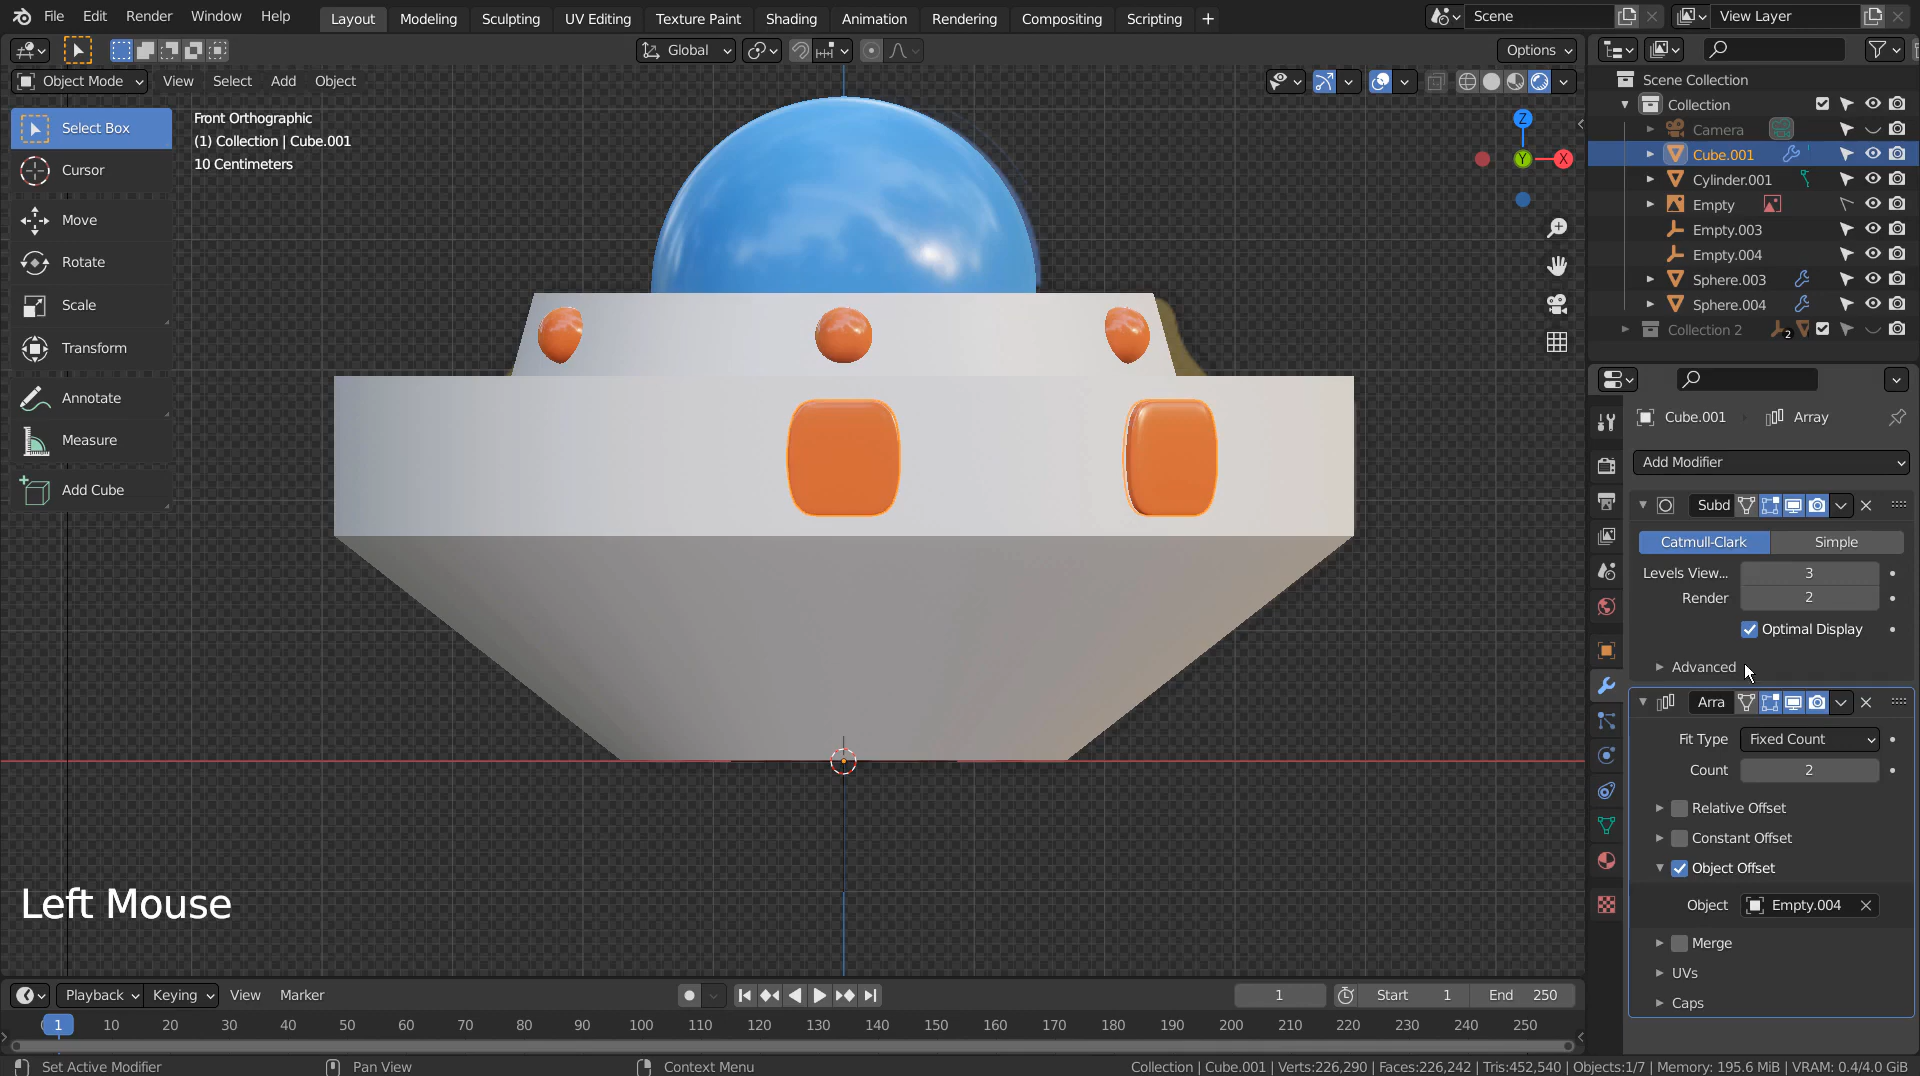 File Edit Render Window Help Layout Modeling Sculpting UV Editing Texture Paint Shading Animation Rendering Compositing Scripting + Scene View Layer
Global Options
Object Mode View Select Add Object
Select Box
Cursor
Move
Rotate
Scale
Transform
Annotate
Measure
Add Cube
Front Orthographic
(1) Collection | Cube.001
10 Centimeters
Z
Y
X
Left Mouse
Scene Collection
Collection
Camera
Cube.001
Cylinder.001
Empty
Empty.003
Empty.004
Sphere.003
Sphere.004
Collection 2 2
Cube.001 Array
Add Modifier
Subd
Catmull-Clark Simple
Levels View... 3
Render 2
Optimal Display
Advanced
Arra
Fit Type Fixed Count
Count 2
Relative Offset
Constant Offset
Object Offset
Object Empty.004
Merge
UVs
Caps
Playback Keying View Marker 1 Start 1 End 250
1 10 20 30 40 50 60 70 80 90 100 110 120 130 140 150 160 170 180 190 200 210 220 230 240 250
Set Active Modifier Pan View Context Menu Collection | Cube.001 | Verts:226,290 | Faces:226,242 | Tris:452,540 | Objects:1/7 | Memory: 195.6 MiB | VRAM: 0.4/4.0 GiB